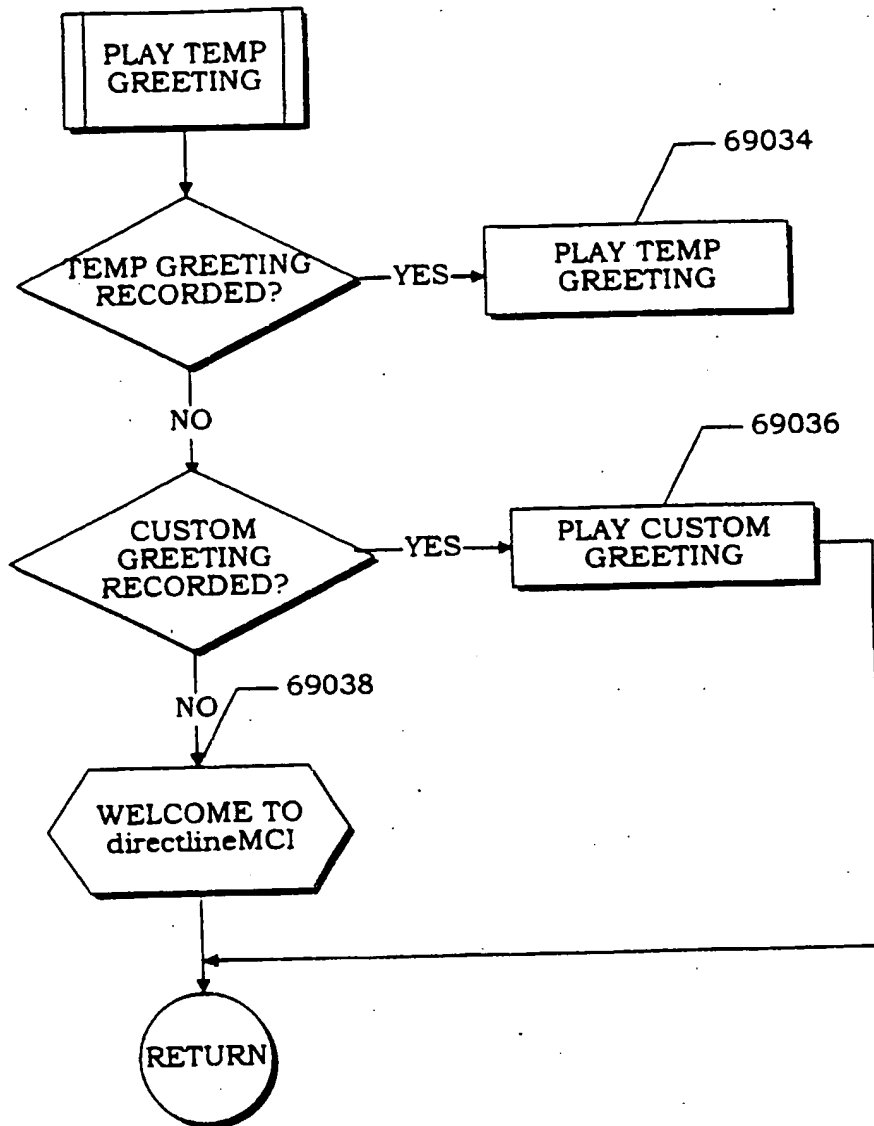 PLAY TEMP
GREETING
69034
TEMP GREETING
RECORDED?
YES
PLAY TEMP
GREETING
NO
69036
CUSTOM
GREETING
RECORDED?
YES
PLAY CUSTOM
GREETING
NO
69038
WELCOME TO
directlineMCI
RETURN